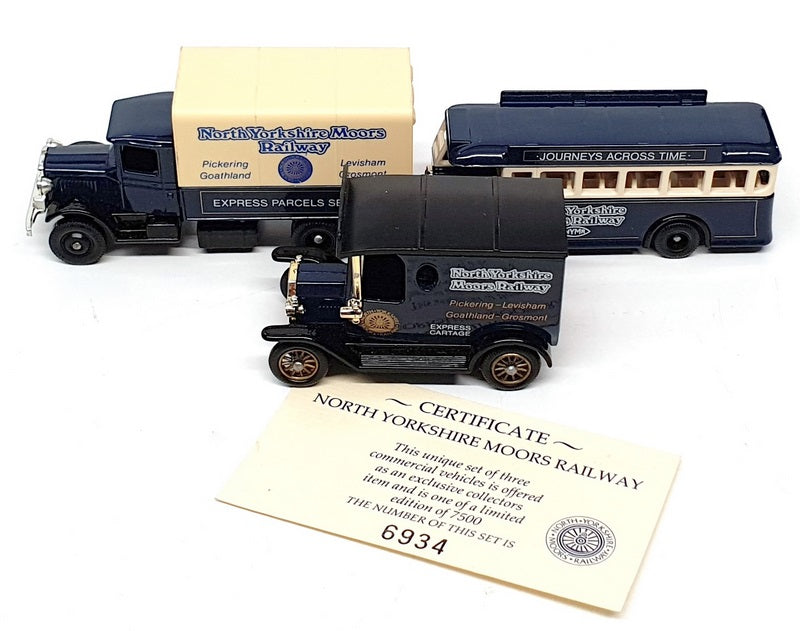 North Yorkshire Moors
Railway
Pickering Levisham
Goathland Grosmont
EXPRESS PARCELS SE
·JOURNEYS ACROSS TIME·
Yorkshire
Railway
NYMR
North Yorkshire
Moors Railway
Pickering–Levisham
Goathland–Grosmont
EXPRESS
CARTAGE
~ CERTIFICATE ~
NORTH YORKSHIRE MOORS RAILWAY
This unique set of three
commercial vehicles is offered
as an exclusive collectors
item and is one of a limited
edition of 7500
THE NUMBER OF THIS SET IS
6934
NORTH·YORKSHIRE
MOORS·RAILWAY